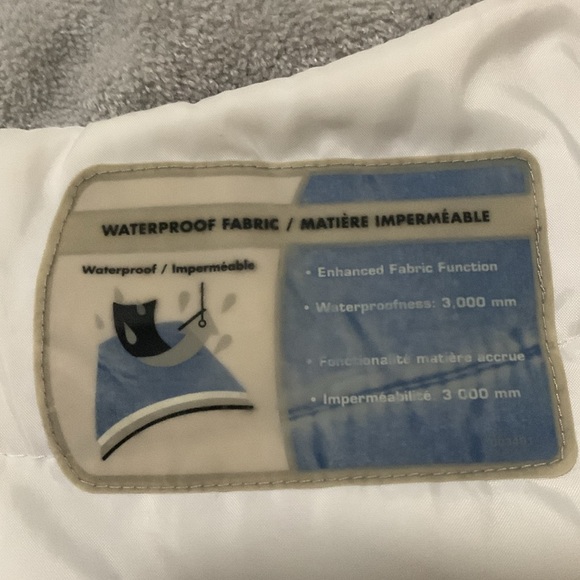 WATERPROOF FABRIC / MATIÈRE IMPERMÉABLE
Waterproof / Imperméable
• Enhanced Fabric Function
• Waterproofness: 3,000 mm
• Fonctionalité matière accrue
• Imperméabilité: 3 000 mm